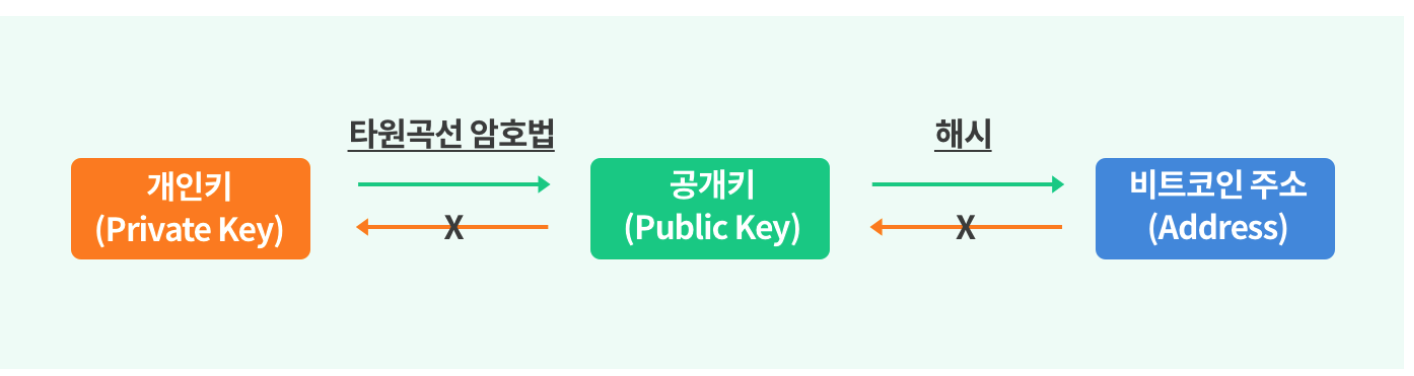 타원곡선 암호법
해시
개인키
(Private Key)
X
공개키
(Public Key)
X
비트코인 주소
(Address)